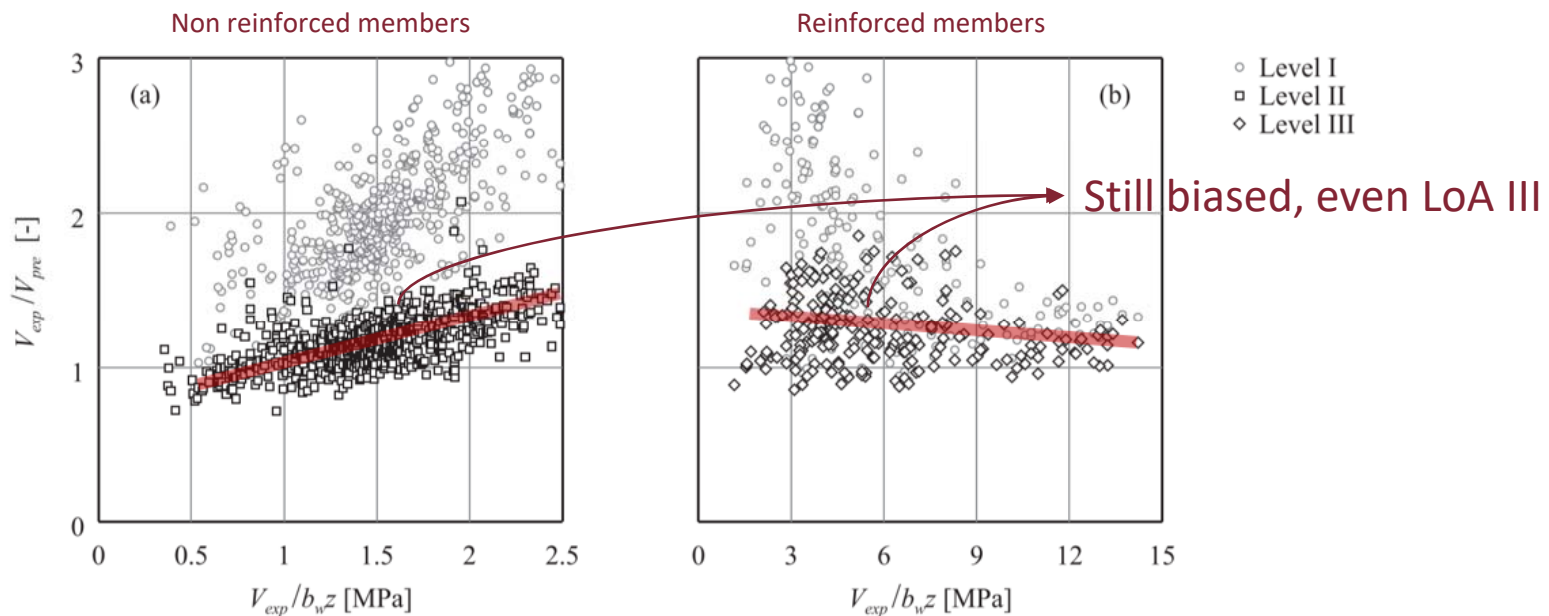 Non reinforced members
Reinforced members
3
2
1
0
V_exp/V_pre [-]
(a)
0
0.5
1
1.5
2
2.5
V_exp/b_wz [MPa]
(b)
0
3
6
9
12
15
V_exp/b_wz [MPa]
Level I
Level II
Level III
Still biased, even LoA III